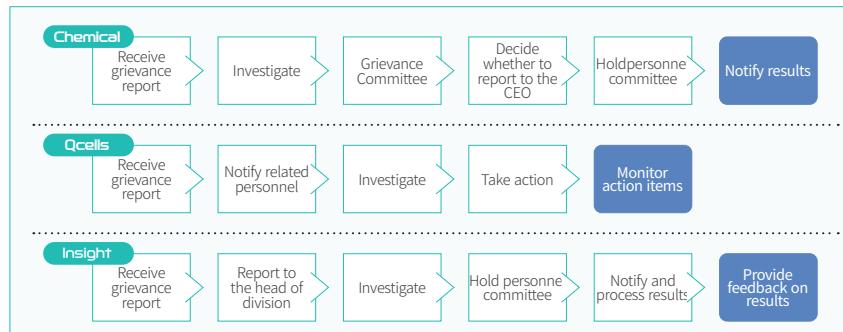 Chemical
Receive
grievance
report
Investigate
Grievance
Committee
Decide
whether to
report to the
CEO
Holdpersonne
committee
Notify results
Qcells
Receive
grievance
report
Notify related
personnel
Investigate
Take action
Monitor
action items
Insight
Receive
grievance
report
Report to
the head of
division
Investigate
Hold personne
committee
Notify and
process results
Provide
feedback on
results